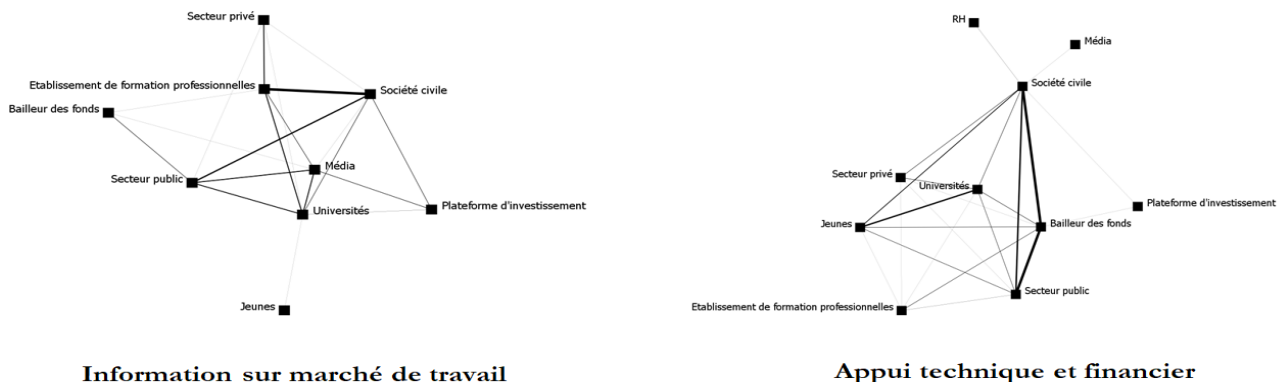 Secteur privé
Etablissement de formation professionnelles
Société civile
Bailleur des fonds
Média
Secteur public
Universités
Plateforme d'investissement
Jeunes
Information sur marché de travail
RH
Média
Société civile
Secteur privé
Universités
Plateforme d'investissement
Jeunes
Bailleur des fonds
Secteur public
Etablissement de formation professionnelles
Appui technique et financier